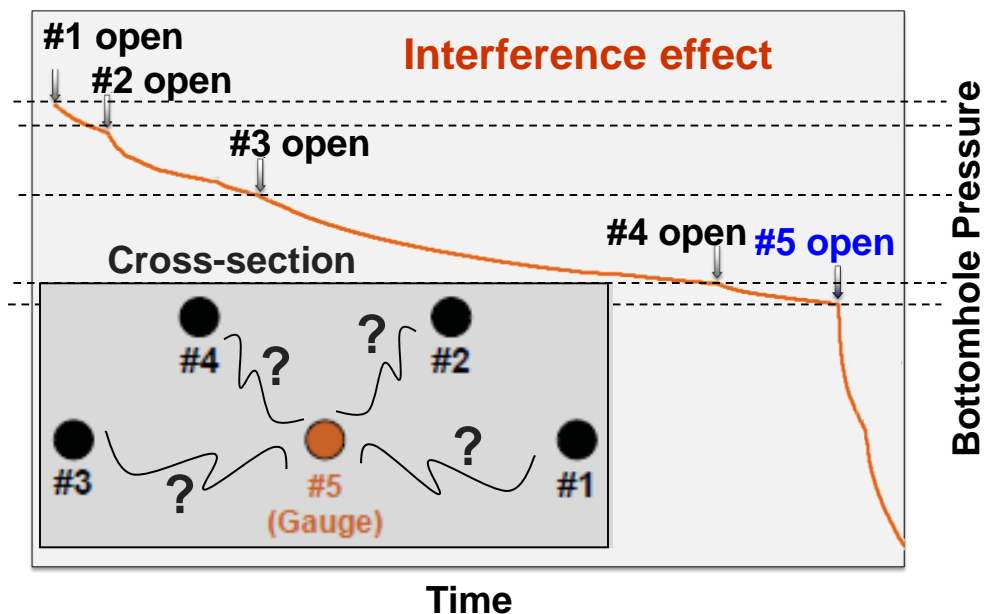 #1 open
Interference effect
#2 open
#3 open
#4 open
#5 open
Cross-section
#4
?
?
#2
#3
?
#5
(Gauge)
?
#1
Bottomhole Pressure
Time